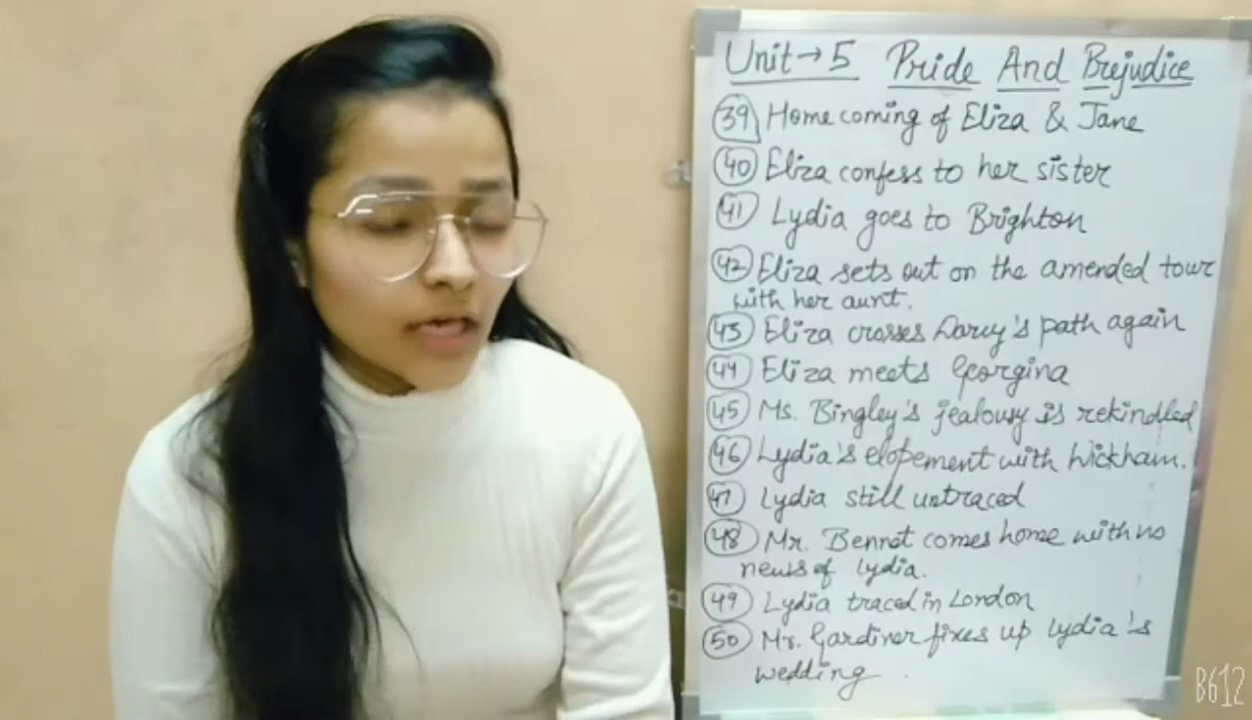 Unit → 5 Pride And Prejudice
39 Home coming of Eliza & Jane
40 Eliza confess to her sister
41 Lydia goes to Brighton
42 Eliza sets out on the amended tour
with her aunt.
43 Eliza crosses Darcy's path again
44 Eliza meets Georgina
45 Ms. Bingley's jealousy is rekindled
46 Lydia's elopement with Wickham.
47 Lydia still untraced
48 Mr. Bennet comes home with no
news of Lydia.
49 Lydia traced in London
50 Mr. Gardiner fixes up Lydia's
wedding.
B612